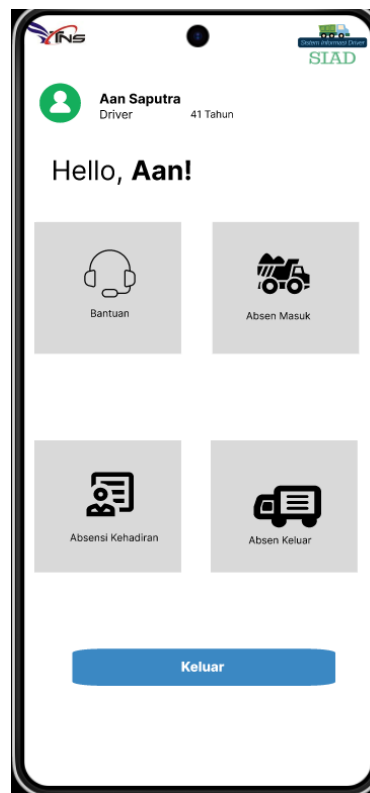 TNS
Sistem Informasi Driver
SIAD
Aan Saputra
Driver 41 Tahun
Hello, Aan!
Bantuan
Absen Masuk
Absensi Kehadiran
Absen Keluar
Keluar